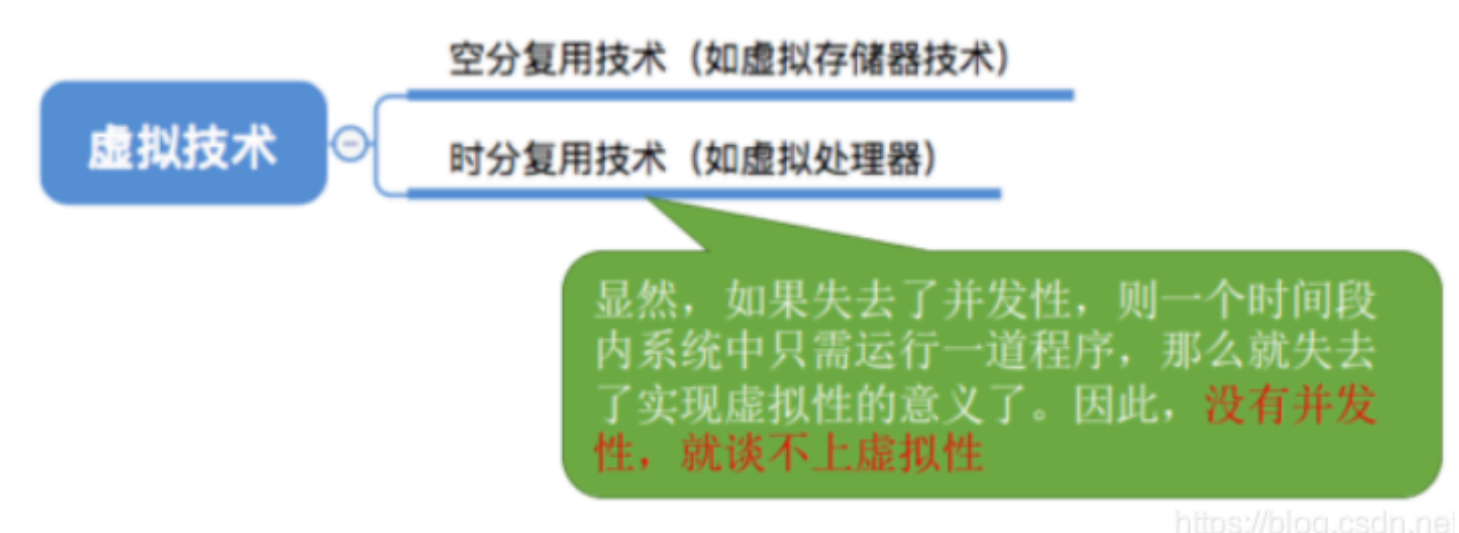 空分复用技术（如虚拟存储器技术）
虚拟技术
时分复用技术（如虚拟处理器）
显然，如果失去了并发性，则一个时间段
内系统中只需运行一道程序，那么就失去
了实现虚拟性的意义了。因此，没有并发
性，就谈不上虚拟性
https://blog.csdn.net